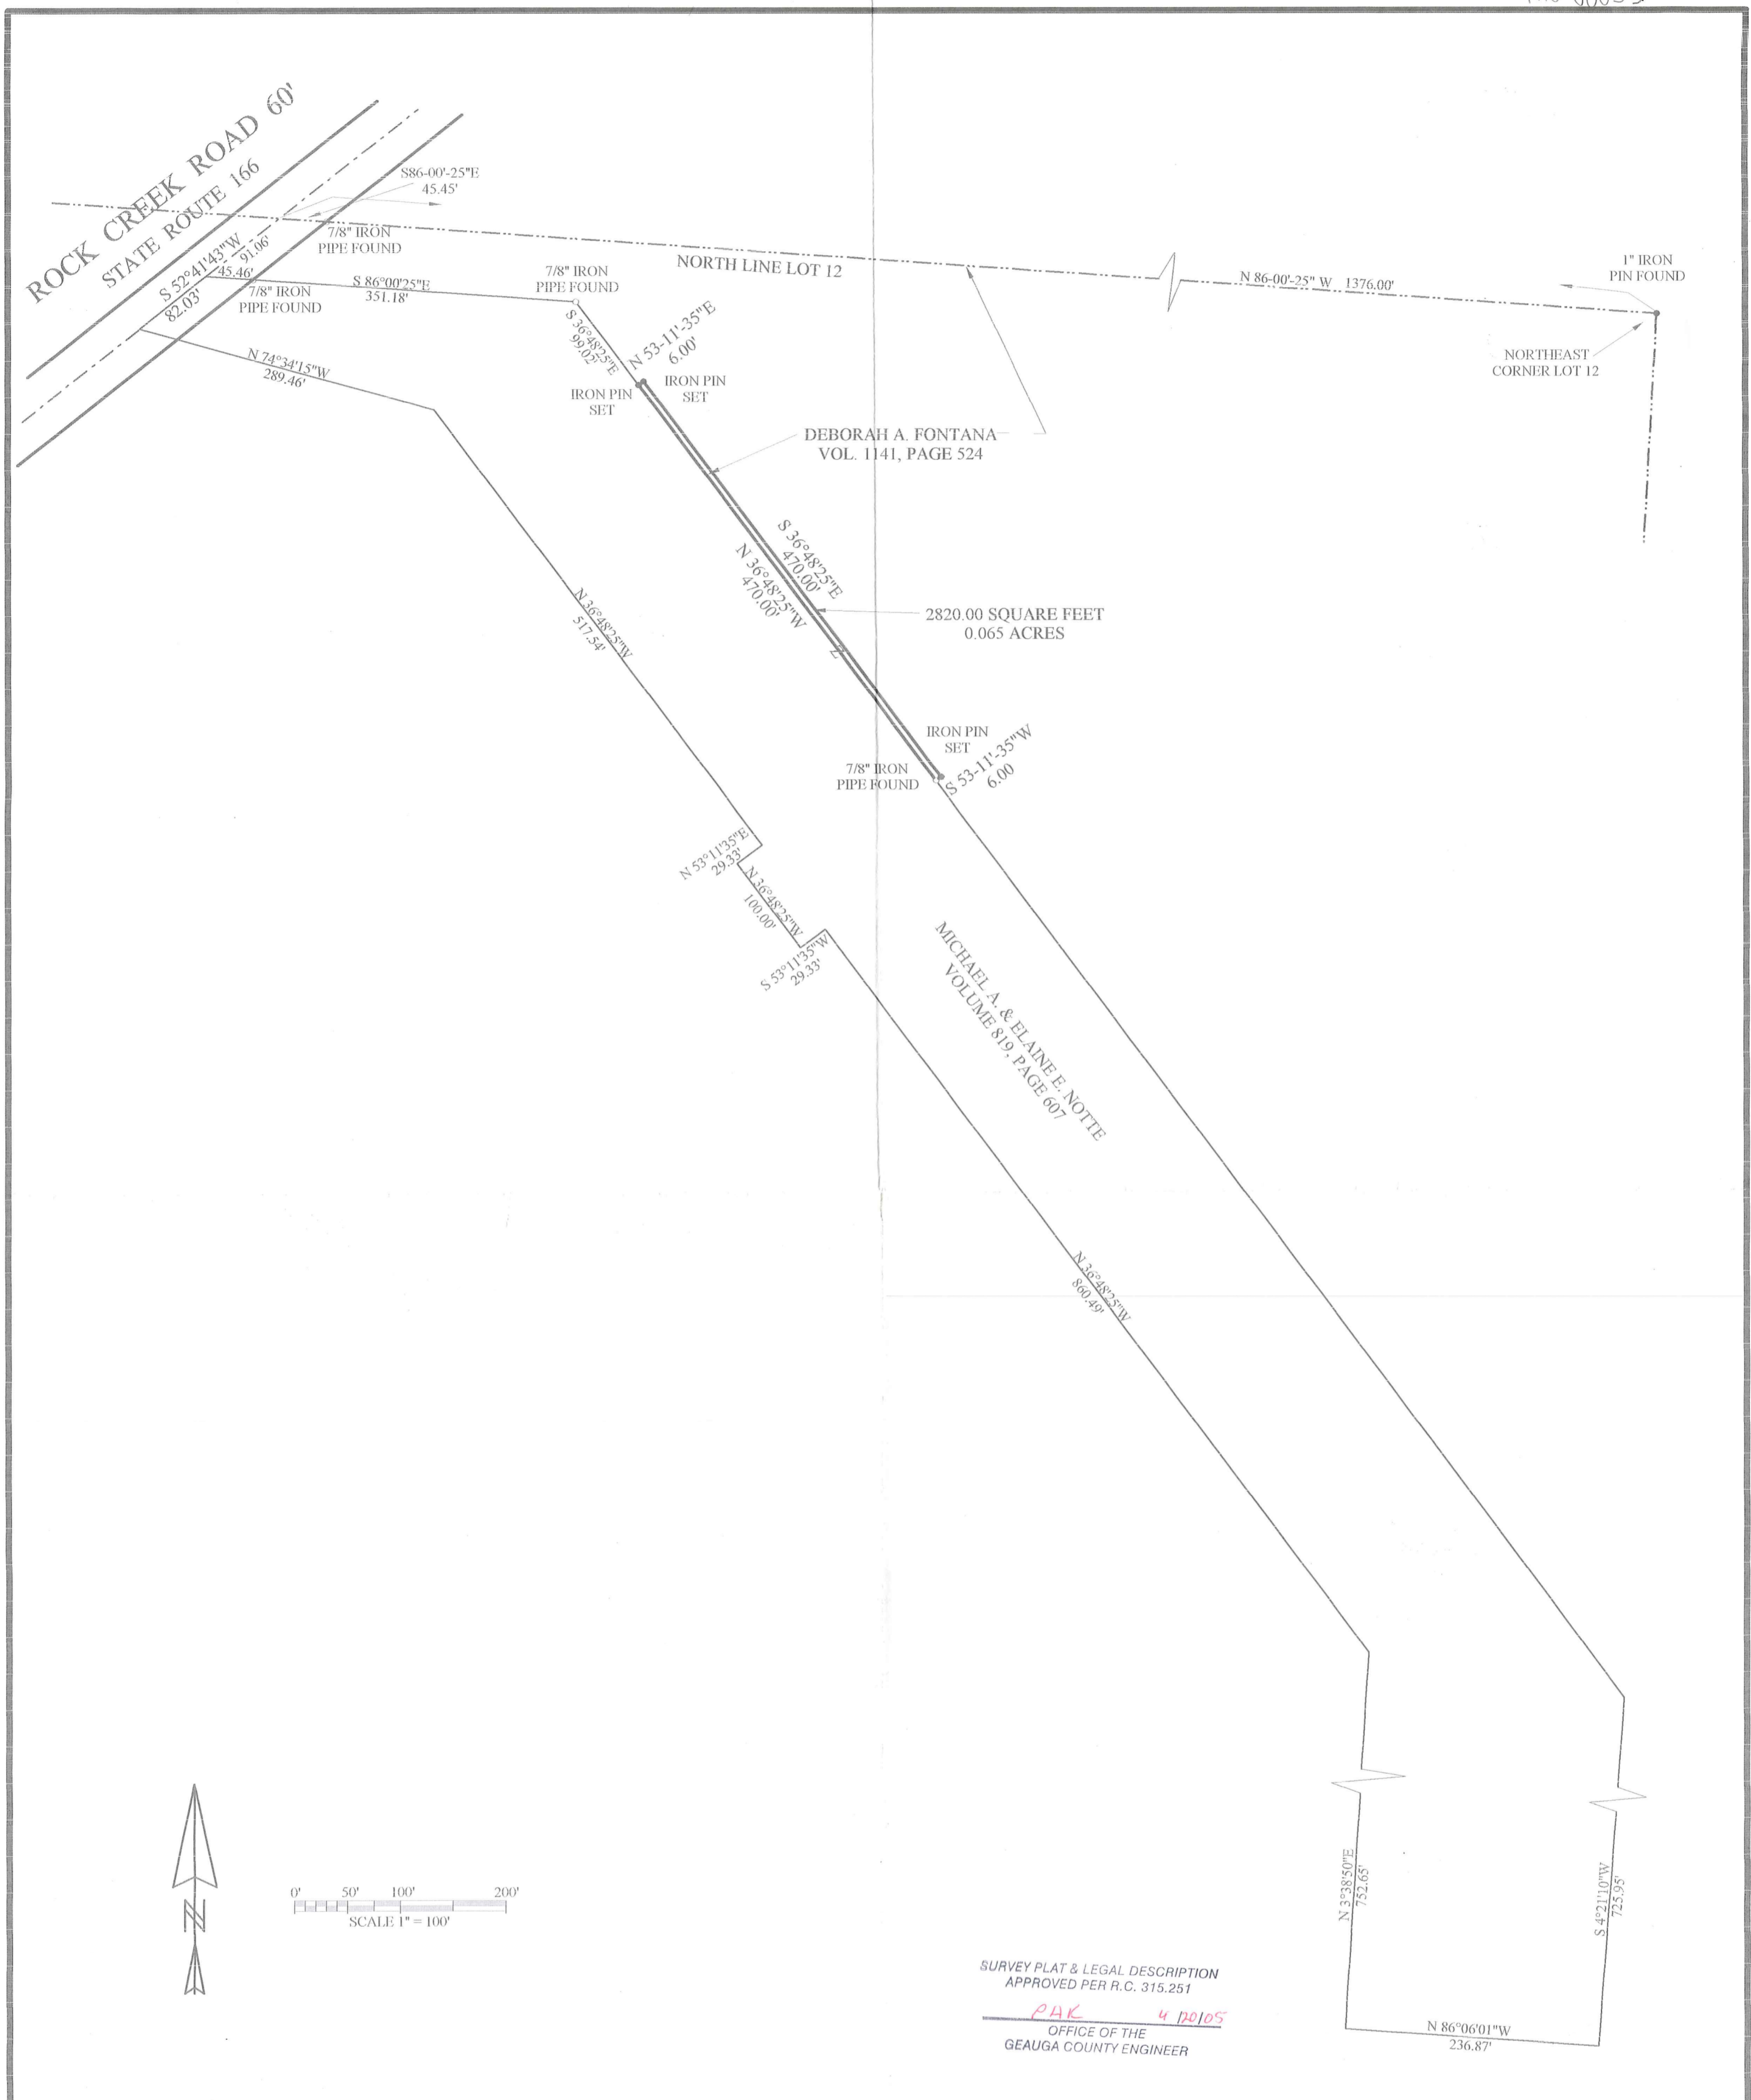 ROCK CREEK ROAD 60'
STATE ROUTE 166
S86-00'-25"E
45.45'
7/8" IRON
PIPE FOUND
S 52°41'43"W
91.06'
82.03'
45.46'
7/8" IRON
PIPE FOUND
S 86°00'25"E
351.18'
7/8" IRON
PIPE FOUND
NORTH LINE LOT 12
N 86-00'-25" W 1376.00'
1" IRON
PIN FOUND
NORTHEAST
CORNER LOT 12
N 74°34'15"W
289.46'
S 36°48'25"E
99.02'
N 53-11'-35"E
6.00'
IRON PIN
SET
IRON PIN
SET
DEBORAH A. FONTANA
VOL. 1141, PAGE 524
S 36°48'25"E
470.00'
N 36°48'25"W
470.00'
2820.00 SQUARE FEET
0.065 ACRES
N 36°48'25"W
517.54'
IRON PIN
SET
7/8" IRON
PIPE FOUND
S 53-11'-35"W
6.00
N 53°11'35"E
29.33'
N 36°48'25"W
100.00'
S 53°11'35"W
29.33'
MICHAEL A. & ELAINE E. NOTTE
VOLUME 819, PAGE 607
N 36°48'25"W
860.49'
N
0' 50' 100' 200'
SCALE 1" = 100'
N 3°38'50"E
752.65'
S 4°21'10"W
725.95'
N 86°06'01"W
236.87'
SURVEY PLAT & LEGAL DESCRIPTION
APPROVED PER R.C. 315.251
PAK 4/20/05
OFFICE OF THE
GEAUGA COUNTY ENGINEER